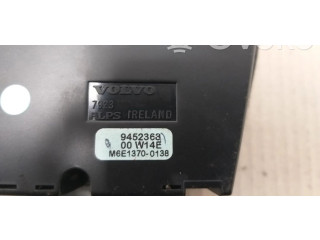 VOLVO
ALPS IRELAND
9452363
00 W14E
M6E1370-0138